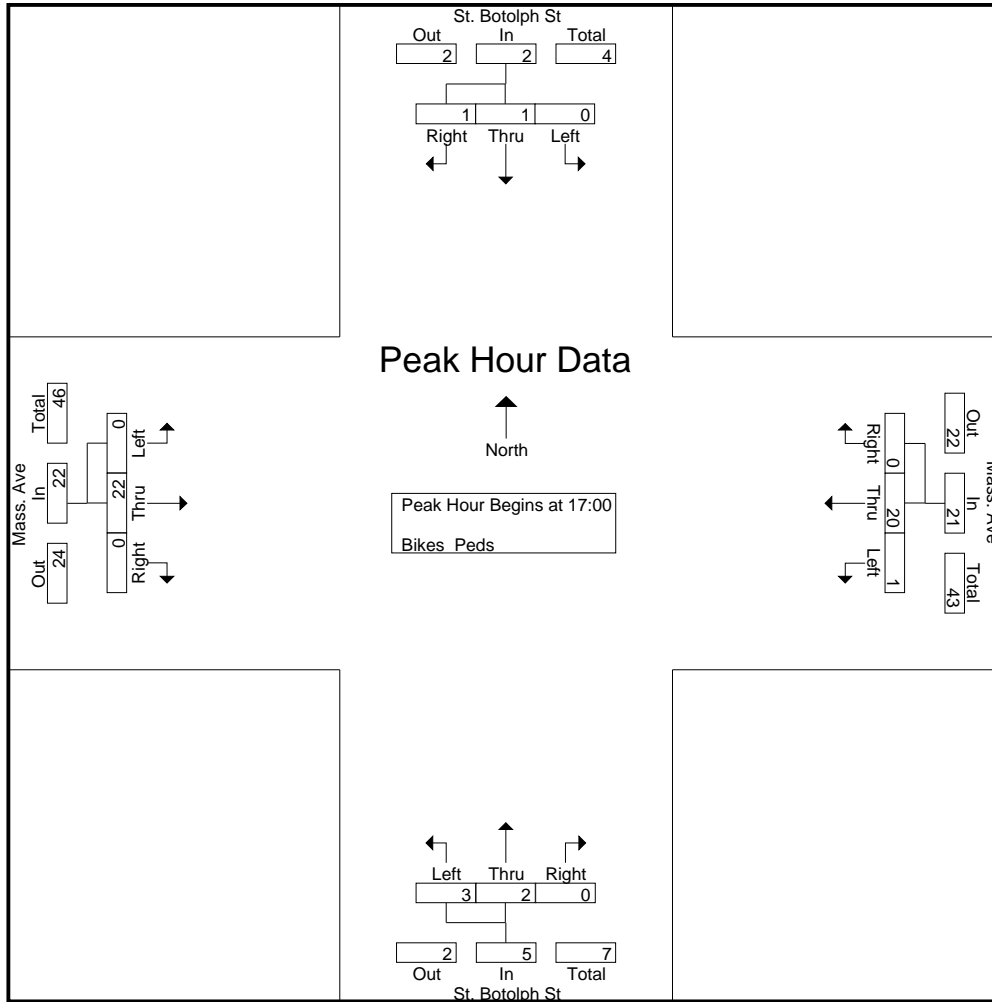 St. Botolph St
Out In Total
2 2 4
1 1 0
Right Thru Left
Peak Hour Data
North
Peak Hour Begins at 17:00
Bikes Peds
Mass. Ave
Out In Total
24 22 46
Right Thru Left
0 22 0
Mass. Ave
Out In Total
22 21 43
Right Thru Left
0 20 1
Left Thru Right
3 2 0
2 5 7
Out In Total
St. Botolph St